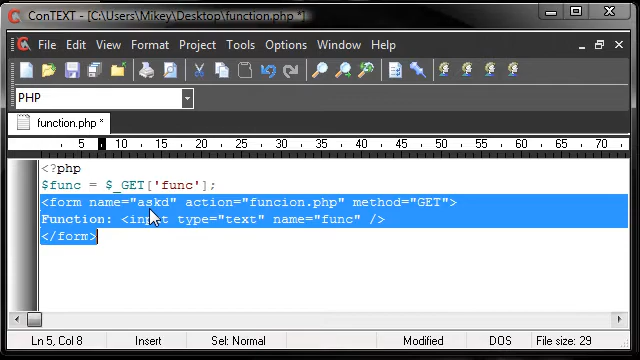 ConTEXT - [C:\Users\Mikey\Desktop\function.php *]
File Edit View Format Project Tools Options Window Help
PHP
function.php *
5 10 15 20 25 30 35 40 45 50 55 60 65 70
<?php
$func = $_GET['func'];
<form name="askd" action="funcion.php" method="GET">
Function: <input type="text" name="func" />
</form>
Ln 5, Col 8 Insert Sel: Normal Modified DOS File size: 29